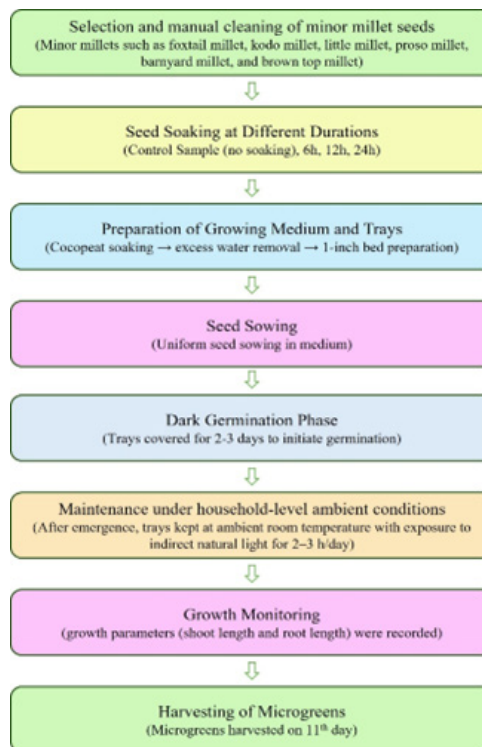 Selection and manual cleaning of minor millet seeds
(Minor millets such as foxtail millet, kodo millet, little millet, proso millet,
barnyard millet, and brown top millet)
Seed Soaking at Different Durations
(Control Sample (no soaking), 6h, 12h, 24h)
Preparation of Growing Medium and Trays
(Cocopeat soaking → excess water removal → 1-inch bed preparation)
Seed Sowing
(Uniform seed sowing in medium)
Dark Germination Phase
(Trays covered for 2-3 days to initiate germination)
Maintenance under household-level ambient conditions
(After emergence, trays kept at ambient room temperature with exposure to
indirect natural light for 2–3 h/day)
Growth Monitoring
(growth parameters (shoot length and root length) were recorded)
Harvesting of Microgreens
(Microgreens harvested on 11th day)